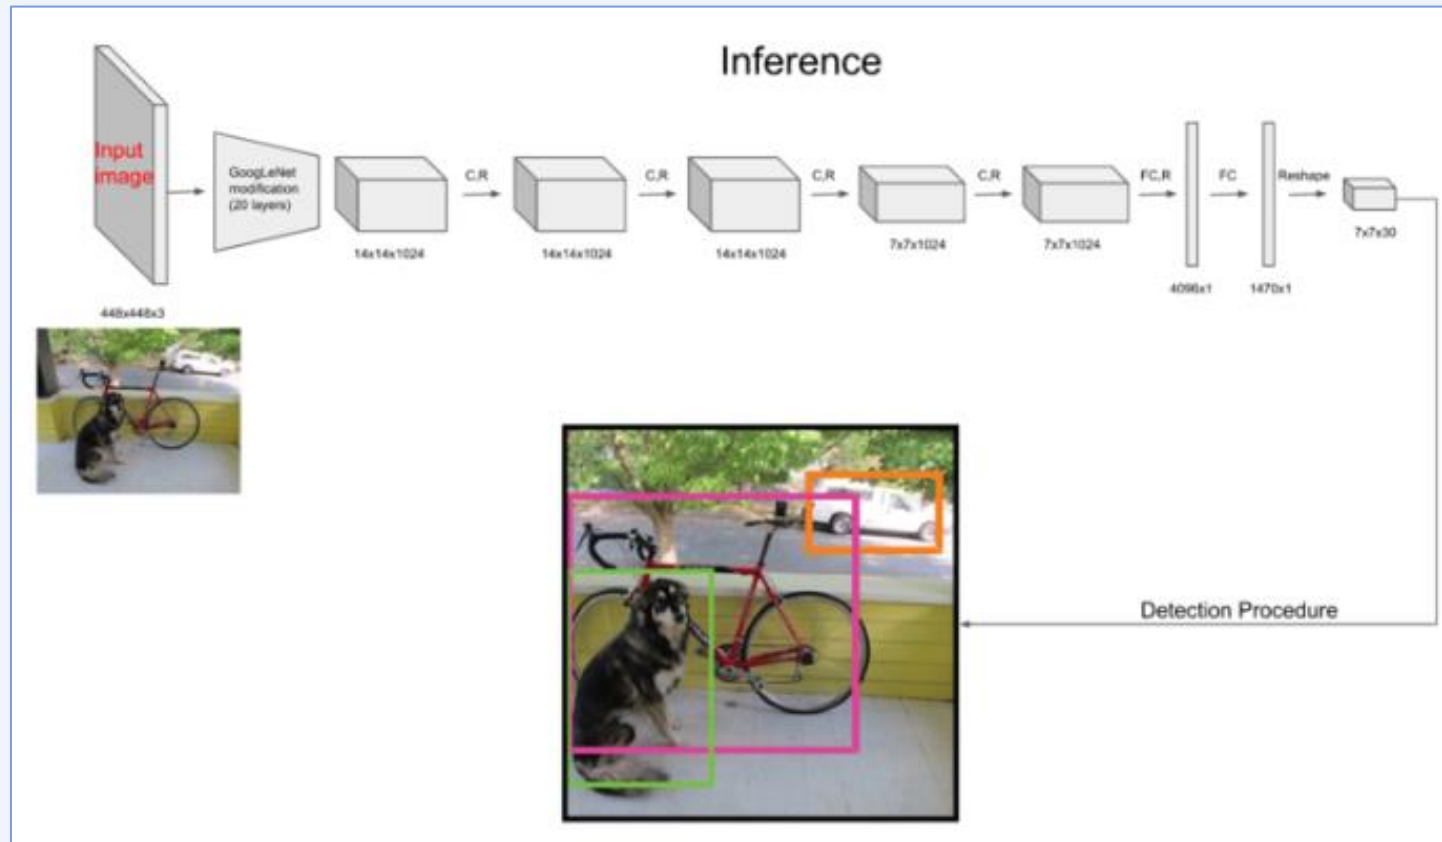 Inference
Input
image
GoogLeNet
modification
(20 layers)
C,R
C,R
C,R
C,R
FC,R
FC
Reshape
448x448x3
14x14x1024
14x14x1024
14x14x1024
7x7x1024
7x7x1024
4096x1
1470x1
7x7x30
Detection Procedure